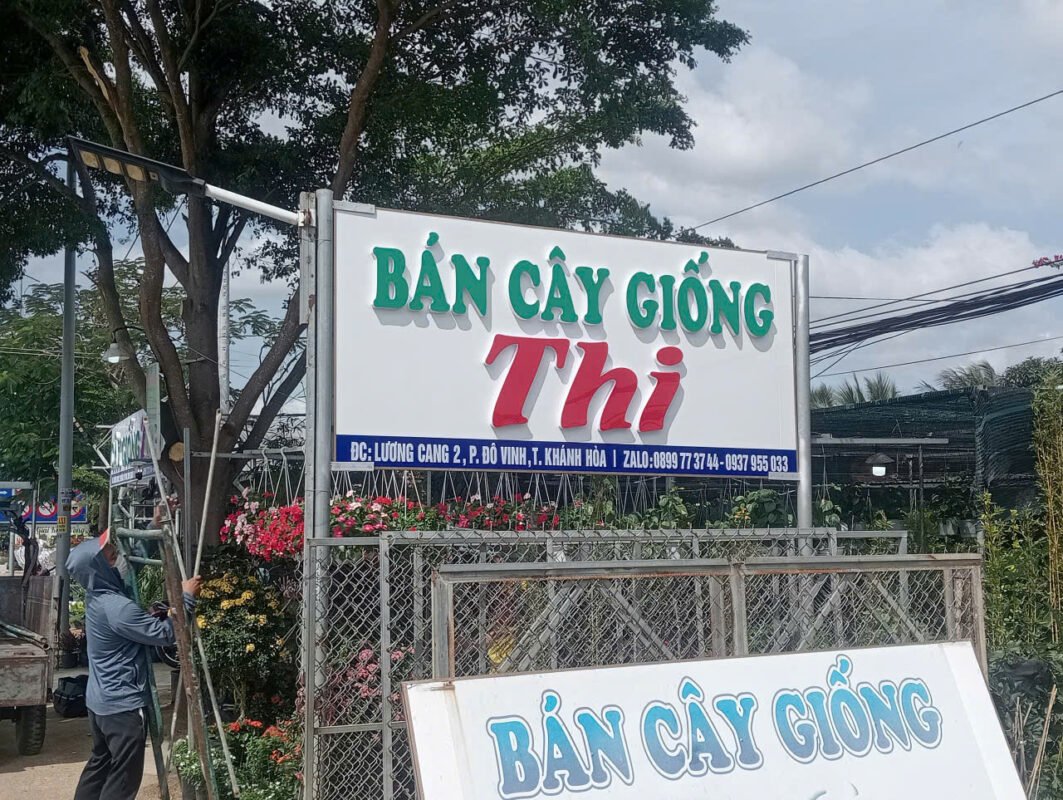 BÁN CÂY GIỐNG
Thi
ĐC: LƯƠNG CANG 2, P. ĐÔ VINH, T. KHÁNH HÒA | ZALO: 0899 77 37 44 - 0937 955 033
BÁN CÂY GIỐNG